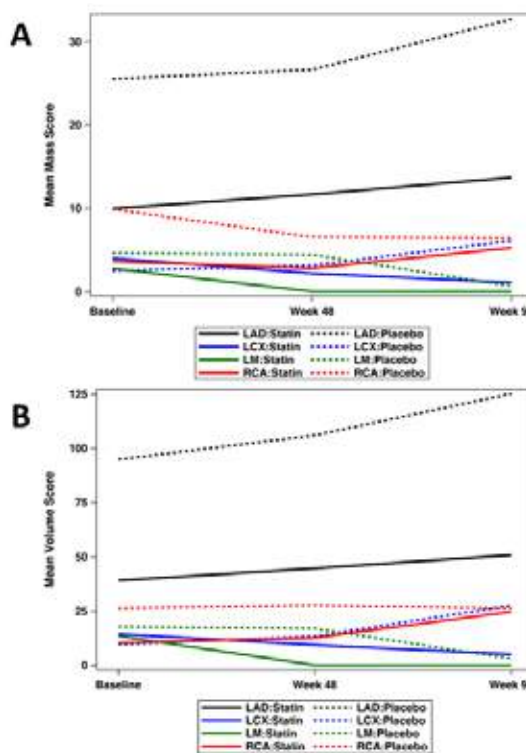 A
Mean Mass Score
30
20
10
0
Baseline Week 48 Week 9
LAD:Statin LAD:Placebo
LCX:Statin LCX:Placebo
LM:Statin LM:Placebo
RCA:Statin RCA:Placebo
B
Mean Volume Score
125
100
75
50
25
0
Baseline Week 48 Week 9
LAD:Statin LAD:Placebo
LCX:Statin LCX:Placebo
LM:Statin LM:Placebo
RCA:Statin RCA:Placebo